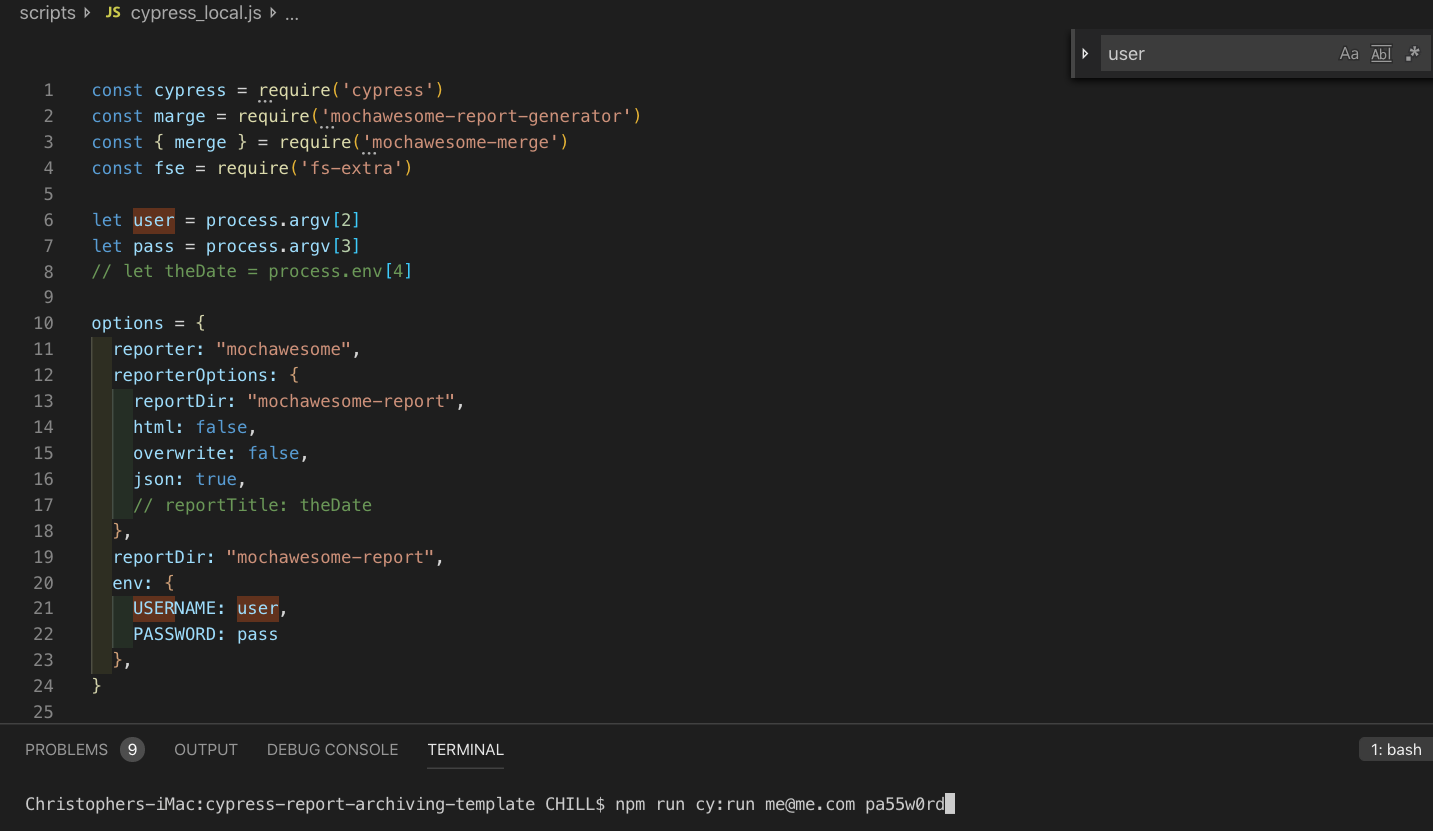 scripts JS cypress_local.js ...
user Aa Abl .*
1 const cypress = require('cypress')
2 const marge = require('mochawesome-report-generator')
3 const { merge } = require('mochawesome-merge')
4 const fse = require('fs-extra')
5
6 let user = process.argv[2]
7 let pass = process.argv[3]
8 // let theDate = process.env[4]
9
10 options = {
11 reporter: "mochawesome",
12 reporterOptions: {
13 reportDir: "mochawesome-report",
14 html: false,
15 overwrite: false,
16 json: true,
17 // reportTitle: theDate
18 },
19 reportDir: "mochawesome-report",
20 env: {
21 USERNAME: user,
22 PASSWORD: pass
23 },
24 }
25
PROBLEMS 9 OUTPUT DEBUG CONSOLE TERMINAL 1: bash
Christophers-iMac:cypress-report-archiving-template CHILL$ npm run cy:run me@me.com pa55w0rd